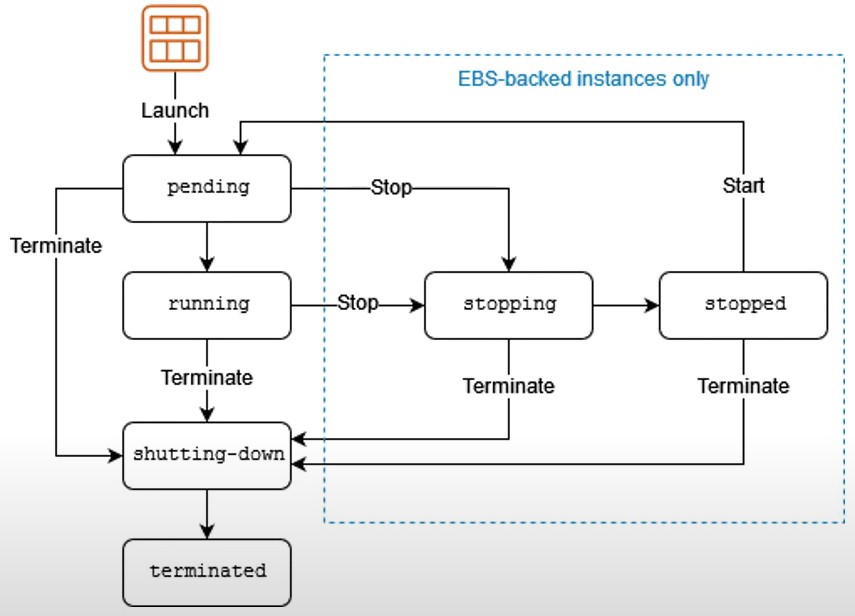 EBS-backed instances only
Launch
pending
Stop
Start
Terminate
running
Stop
stopping
stopped
Terminate
Terminate
Terminate
shutting-down
terminated